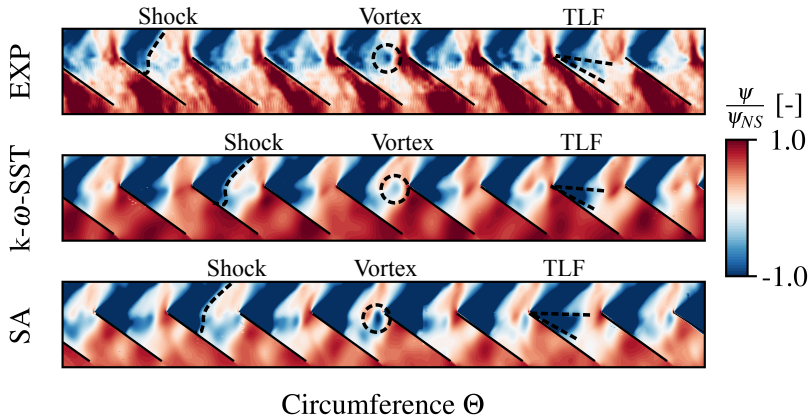 Shock Vortex TLF
EXP
Shock Vortex TLF
k-ω-SST
Shock Vortex TLF
SA
ψ
ψNS [-]
1.0
-1.0
Circumference Θ